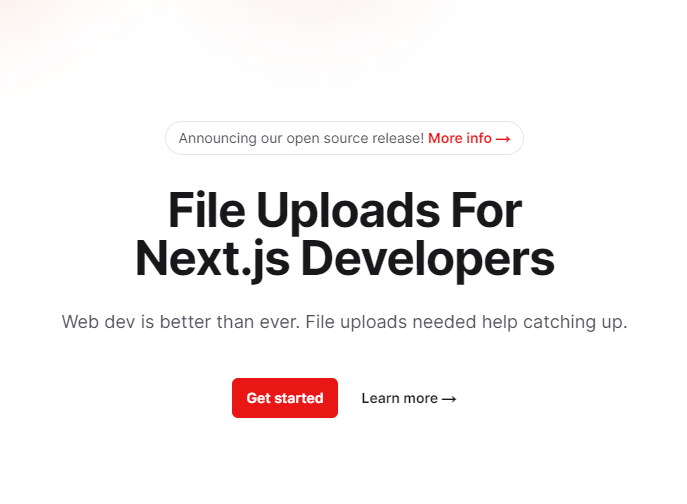 Announcing our open source release! More info →
File Uploads For
Next.js Developers
Web dev is better than ever. File uploads needed help catching up.
Get started Learn more →